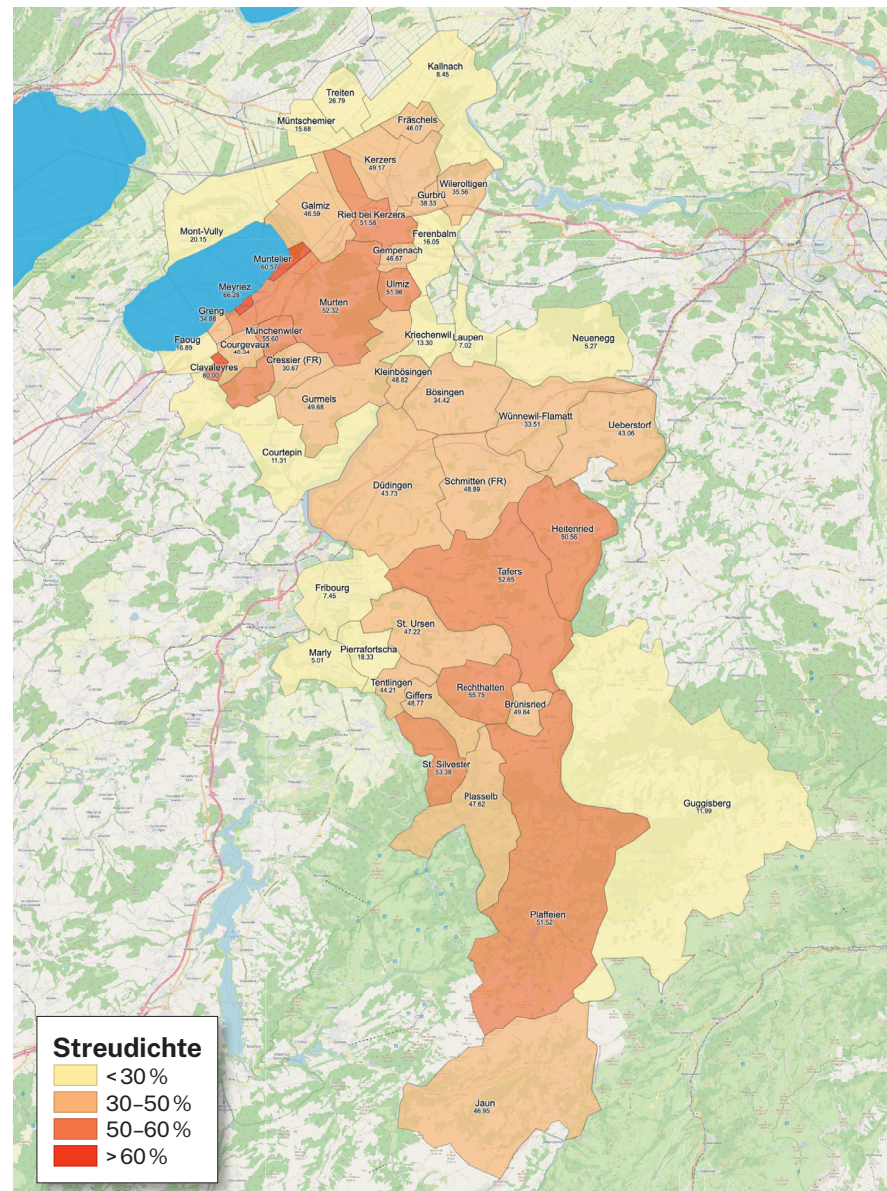 Kallnach
8.45
Treiten
26.79
Müntschemier
15.68
Fräschels
46.07
Kerzers
49.17
Wileroltigen
35.56
Gurbrü
38.33
Galmiz
46.59
Ried bei Kerzers
51.56
Mont-Vully
20.15
Ferenbalm
16.05
Gempenach
46.67
Muntelier
60.57
Ulmiz
51.96
Meyriez
66.28
Murten
52.32
Greng
34.88
Münchenwiler
55.60
Kriechenwil
13.30
Laupen
7.02
Neuenegg
5.27
Faoug
16.89
Courgevaux
Cressier (FR)
30.67
Clavaleyres
80.00
Kleinbösingen
48.82
Gurmels
49.68
Bösingen
34.42
Wünnewil-Flamatt
33.51
Ueberstorf
43.06
Courtepin
11.31
Düdingen
43.73
Schmitten (FR)
48.89
Heitenried
50.56
Tafers
52.65
Fribourg
7.45
St. Ursen
47.22
Marly
5.01
Pierrafortscha
18.33
Tentlingen
44.21
Giffers
48.77
Rechthalten
55.75
Brünisried
49.84
St. Silvester
53.38
Plasselb
47.62
Guggisberg
11.99
Plaffeien
51.52
Jaun
46.95
Streudichte
< 30 %
30–50 %
50–60 %
> 60 %